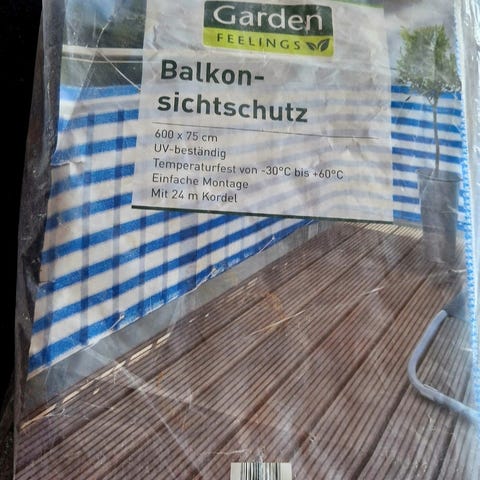 Garden
FEELINGS
Balkon-
sichtschutz
600 x 75 cm
UV-beständig
Temperaturfest von -30°C bis +60°C
Einfache Montage
Mit 24 m Kordel